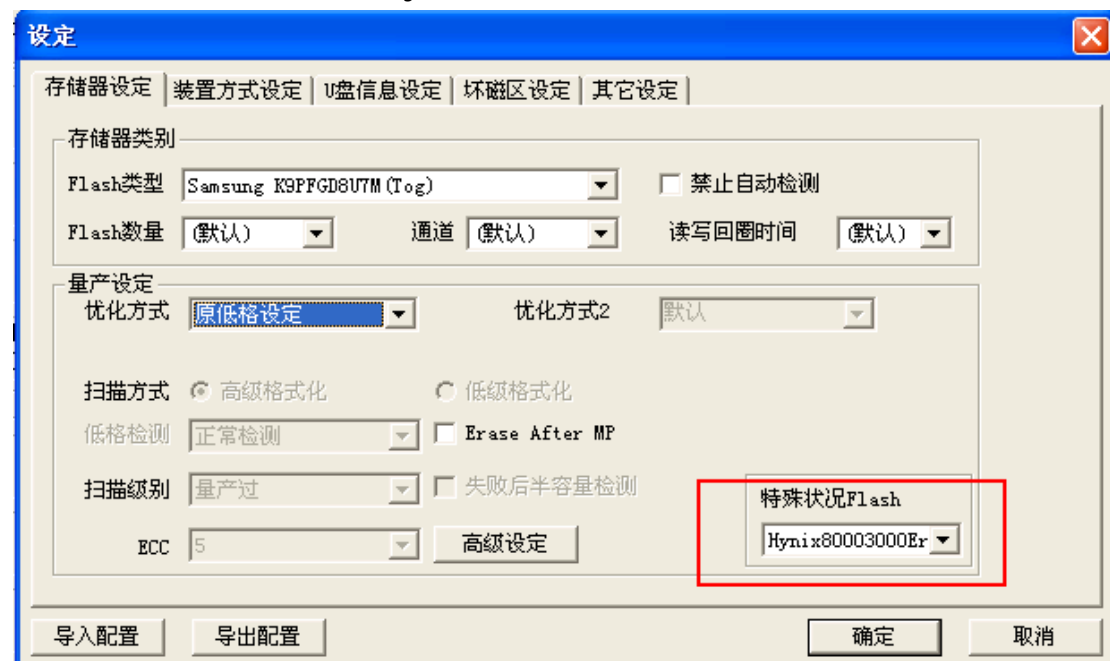 设定
存储器设定 装置方式设定 U盘信息设定 坏磁区设定 其它设定
存储器类别
Flash类型 Samsung K9PFGD8U7M(Tog) 禁止自动检测
Flash数量 (默认) 通道 (默认) 读写回圈时间 (默认)
量产设定
优化方式 原低格设定 优化方式2 默认
扫描方式 高级格式化 低级格式化
低格检测 正常检测 Erase After MP
扫描级别 量产过 失败后半容量检测
特殊状况Flash
ECC 5 高级设定 Hynix80003000Er
导入配置 导出配置 确定 取消